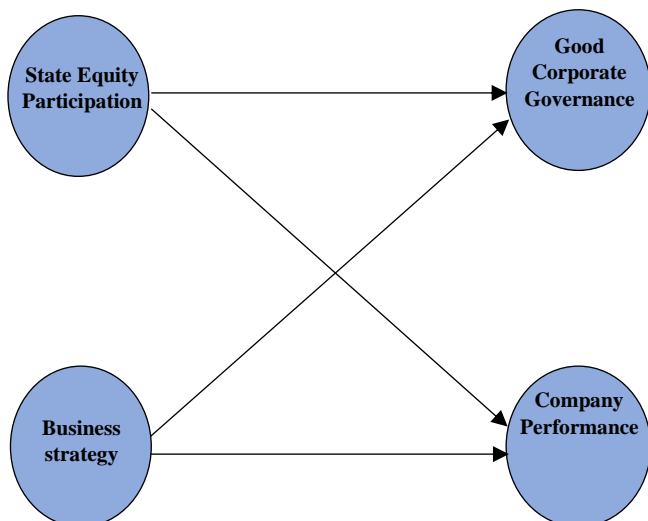 State Equity
Participation
Good
Corporate
Governance
Business
strategy
Company
Performance